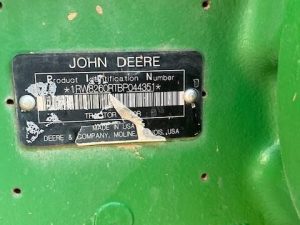 JOHN DEERE
Product Identification Number
*1RW8260RTBP044351*
TRACTOR
MADE IN USA
DEERE & COMPANY, MOLINE, ILLINOIS, USA